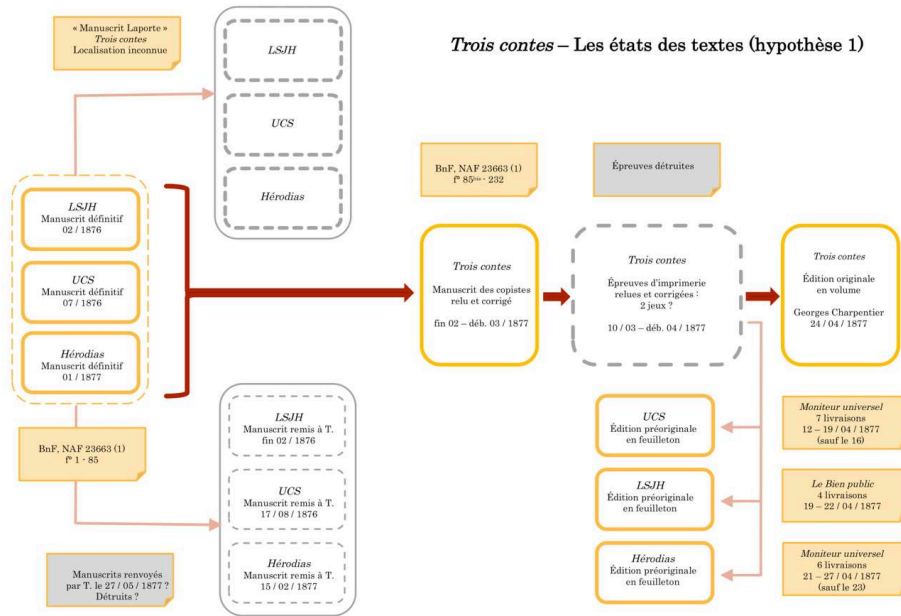 « Manuscrit Laporte »
Trois contes
Localisation inconnue
Trois contes – Les états des textes (hypothèse 1)
LSJH
UCS
Hérodias
LSJH
Manuscrit définitif
02 / 1876
UCS
Manuscrit définitif
07 / 1876
Hérodias
Manuscrit définitif
01 / 1877
BnF, NAF 23663 (1)
fº 1 - 85
BnF, NAF 23663 (1)
fº 85bis - 232
Épreuves détruites
Trois contes
Manuscrit des copistes
relu et corrigé
fin 02 – déb. 03 / 1877
Trois contes
Épreuves d’imprimerie
relues et corrigées :
2 jeux ?
10 / 03 – déb. 04 / 1877
Trois contes
Édition originale
en volume
Georges Charpentier
24 / 04 / 1877
LSJH
Manuscrit remis à T.
fin 02 / 1876
UCS
Manuscrit remis à T.
17 / 08 / 1876
Hérodias
Manuscrit remis à T.
15 / 02 / 1877
Manuscrits renvoyés
par T. le 27 / 05 / 1877 ?
Détruits ?
UCS
Édition préoriginale
en feuilleton
Moniteur universel
7 livraisons
12 – 19 / 04 / 1877
(sauf le 16)
LSJH
Édition préoriginale
en feuilleton
Le Bien public
4 livraisons
19 – 22 / 04 / 1877
Hérodias
Édition préoriginale
en feuilleton
Moniteur universel
6 livraisons
21 – 27 / 04 / 1877
(sauf le 23)